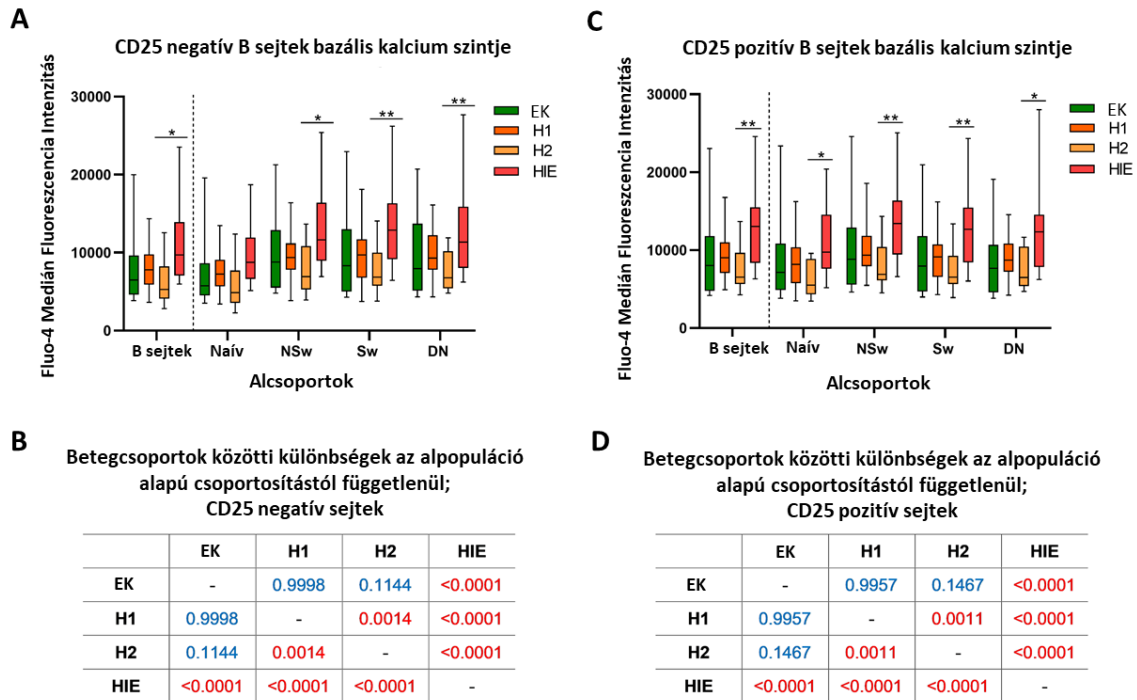 A
CD25 negatív B sejtek bazális kalcium szintje
Fluo-4 Medián Fluoreszcencia Intenzitás
30000
20000
10000
0
* * ** **
EK
H1
H2
HIE
B sejtek Naív NSw Sw DN
Alcsoportok
C
CD25 pozitív B sejtek bazális kalcium szintje
Fluo-4 Medián Fluoreszcencia Intenzitás
30000
20000
10000
0
** * ** ** *
EK
H1
H2
HIE
B sejtek Naív NSw Sw DN
Alcsoportok
B
Betegcsoportok közötti különbségek az alpopuláció
alapú csoportosítástól függetlenül;
CD25 negatív sejtek
EK H1 H2 HIE
EK - 0.9998 0.1144 <0.0001
H1 0.9998 - 0.0014 <0.0001
H2 0.1144 0.0014 - <0.0001
HIE <0.0001 <0.0001 <0.0001 -
D
Betegcsoportok közötti különbségek az alpopuláció
alapú csoportosítástól függetlenül;
CD25 pozitív sejtek
EK H1 H2 HIE
EK - 0.9957 0.1467 <0.0001
H1 0.9957 - 0.0011 <0.0001
H2 0.1467 0.0011 - <0.0001
HIE <0.0001 <0.0001 <0.0001 -